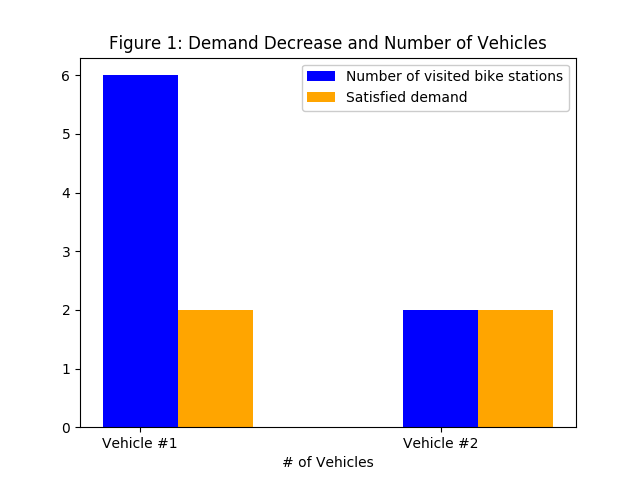 Figure 1: Demand Decrease and Number of Vehicles
Number of visited bike stations
Satisfied demand
6
5
4
3
2
1
0
Vehicle #1
Vehicle #2
# of Vehicles